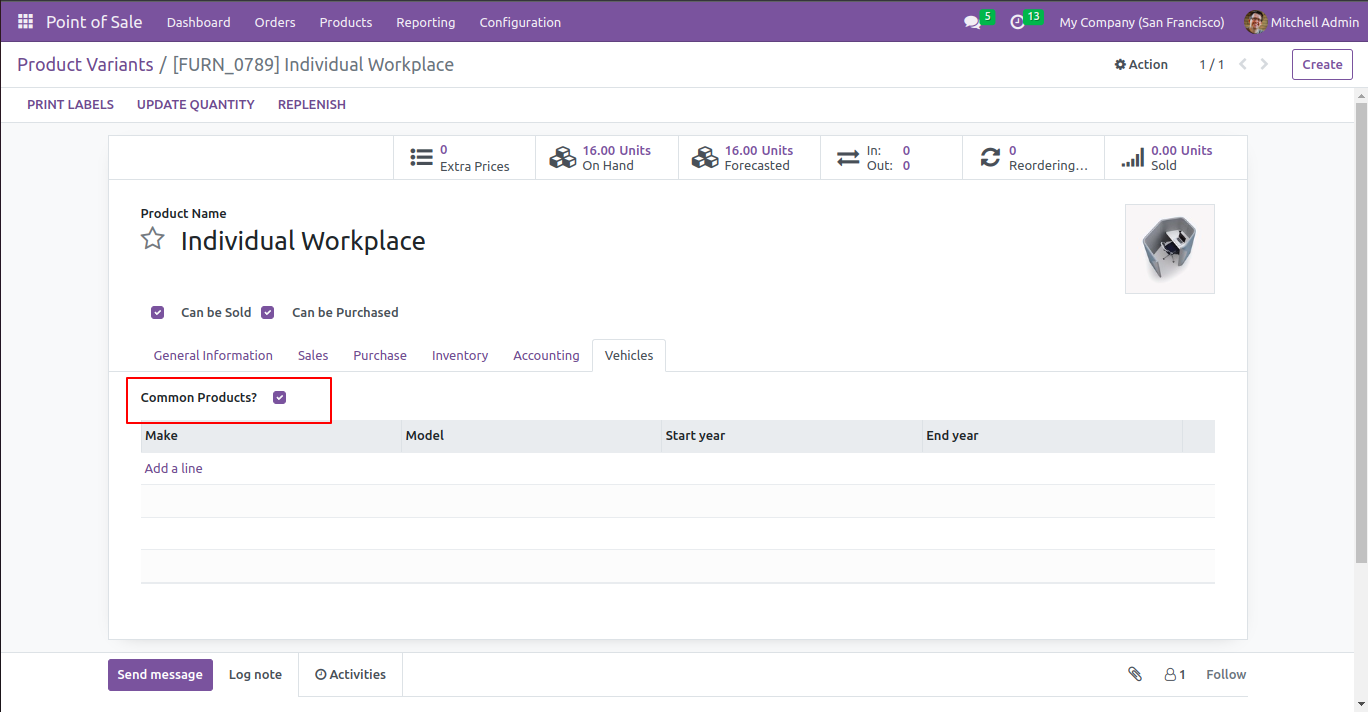 Point of Sale Dashboard Orders Products Reporting Configuration 5 13 My Company (San Francisco) Mitchell Admin
Product Variants / [FURN_0789] Individual Workplace Action 1 / 1 Create
PRINT LABELS UPDATE QUANTITY REPLENISH
0
Extra Prices
16.00 Units
On Hand
16.00 Units
Forecasted
In: 0
Out: 0
0
Reordering...
0.00 Units
Sold
Product Name
Individual Workplace
Can be Sold Can be Purchased
General Information Sales Purchase Inventory Accounting Vehicles
Common Products?
Make Model Start year End year
Add a line
Send message Log note Activities 1 Follow